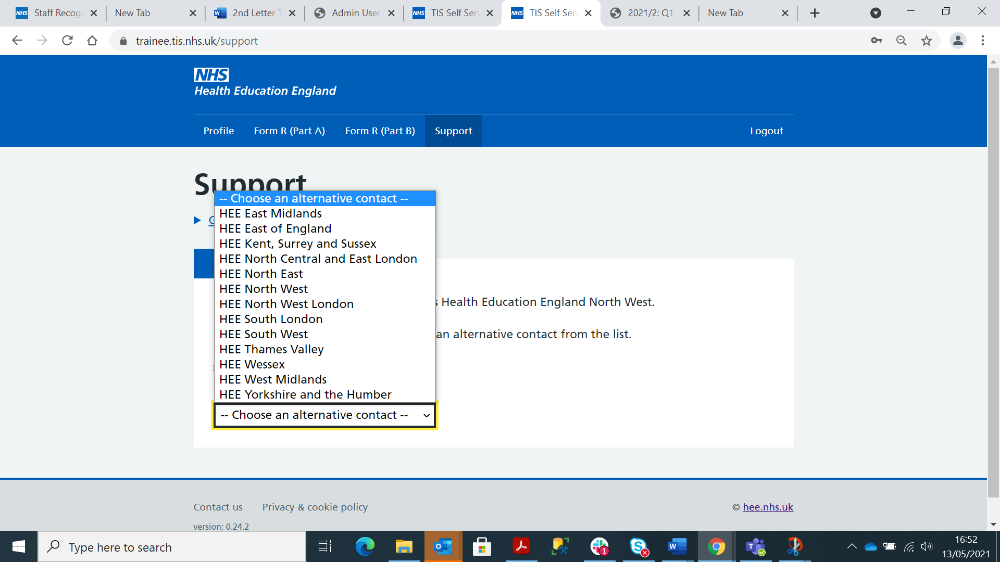 NHS Staff Recogn
New Tab
2nd Letter T
Admin User
NHS TIS Self Serv
NHS TIS Self Serv
2021/2: Q1
New Tab
trainee.tis.nhs.uk/support
NHS
Health Education England
Profile
Form R (Part A)
Form R (Part B)
Support
Logout
Support
-- Choose an alternative contact --
HEE East Midlands
HEE East of England
HEE Kent, Surrey and Sussex
HEE North Central and East London
HEE North East
HEE North West
HEE North West London
HEE South London
HEE South West
HEE Thames Valley
HEE Wessex
HEE West Midlands
HEE Yorkshire and the Humber
Health Education England North West.
an alternative contact from the list.
-- Choose an alternative contact --
Contact us
Privacy & cookie policy
© hee.nhs.uk
version: 0.24.2
Type here to search
1
16:52
13/05/2021